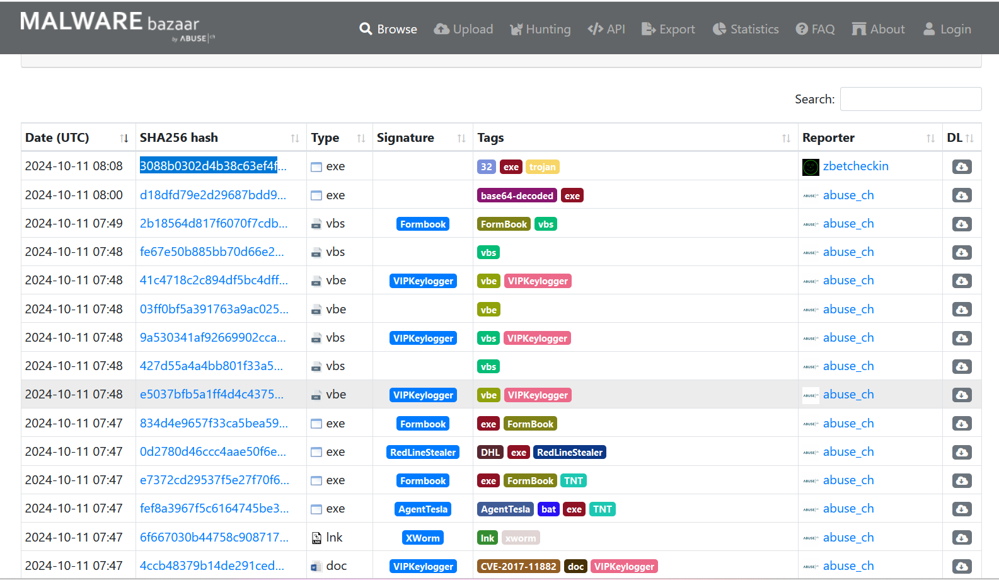 MALWARE bazaar
by ABUSE|ch
Browse Upload Hunting API Export Statistics FAQ About Login
Search:
Date (UTC) SHA256 hash Type Signature Tags Reporter DL
2024-10-11 08:08 3088b0302d4b38c63ef4f... exe 32 exe trojan zbetcheckin
2024-10-11 08:00 d18dfd79e2d29687bdd9... exe base64-decoded exe abuse_ch
2024-10-11 07:49 2b18564d817f6070f7cdb... vbs Formbook FormBook vbs abuse_ch
2024-10-11 07:48 fe67e50b885bb70d66e2... vbs vbs abuse_ch
2024-10-11 07:48 41c4718c2c894df5bc4dff... vbe VIPKeylogger vbe VIPKeylogger abuse_ch
2024-10-11 07:48 03ff0bf5a391763a9ac025... vbe vbe abuse_ch
2024-10-11 07:48 9a530341af92669902cca... vbs VIPKeylogger vbs VIPKeylogger abuse_ch
2024-10-11 07:48 427d55a4a4bb801f33a5... vbs vbs abuse_ch
2024-10-11 07:48 e5037bfb5a1ff4d4c4375... vbe VIPKeylogger vbe VIPKeylogger abuse_ch
2024-10-11 07:47 834d4e9657f33ca5bea59... exe Formbook exe FormBook abuse_ch
2024-10-11 07:47 0d2780d46ccc4aae50f6e... exe RedLineStealer DHL exe RedLineStealer abuse_ch
2024-10-11 07:47 e7372cd29537f5e27f70f6... exe Formbook exe FormBook TNT abuse_ch
2024-10-11 07:47 fef8a3967f5c6164745be3... exe AgentTesla AgentTesla bat exe TNT abuse_ch
2024-10-11 07:47 6f667030b44758c908717... lnk XWorm lnk xworm abuse_ch
2024-10-11 07:47 4ccb48379b14de291ced... doc VIPKeylogger CVE-2017-11882 doc VIPKeylogger abuse_ch